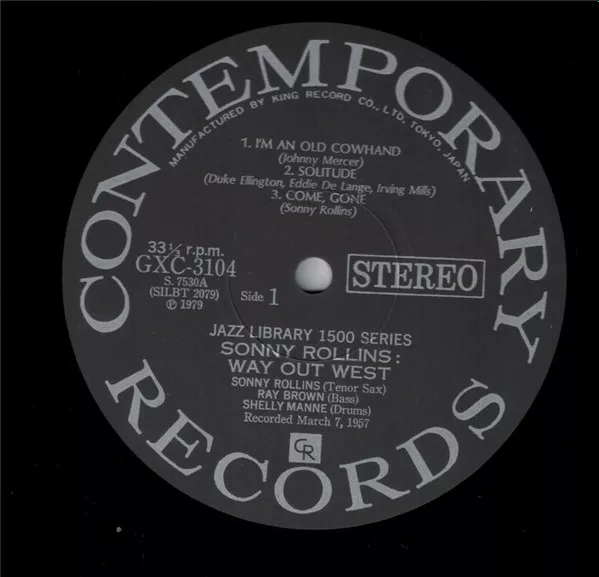 CONTEMPORARY RECORDS
MANUFACTURED BY KING RECORD CO., LTD, TOKYO, JAPAN
1. I'M AN OLD COWHAND
(Johnny Mercer)
2. SOLITUDE
(Duke Ellington, Eddie De Lange, Irving Mills)
3. COME, GONE
(Sonny Rollins)
33⅓ r.p.m.
GXC-3104
S. 7530A
(SILBT 2079)
Ⓟ 1979
Side 1
STEREO
JAZZ LIBRARY 1500 SERIES
SONNY ROLLINS:
WAY OUT WEST
SONNY ROLLINS (Tenor Sax)
RAY BROWN (Bass)
SHELLY MANNE (Drums)
Recorded March 7, 1957
CR